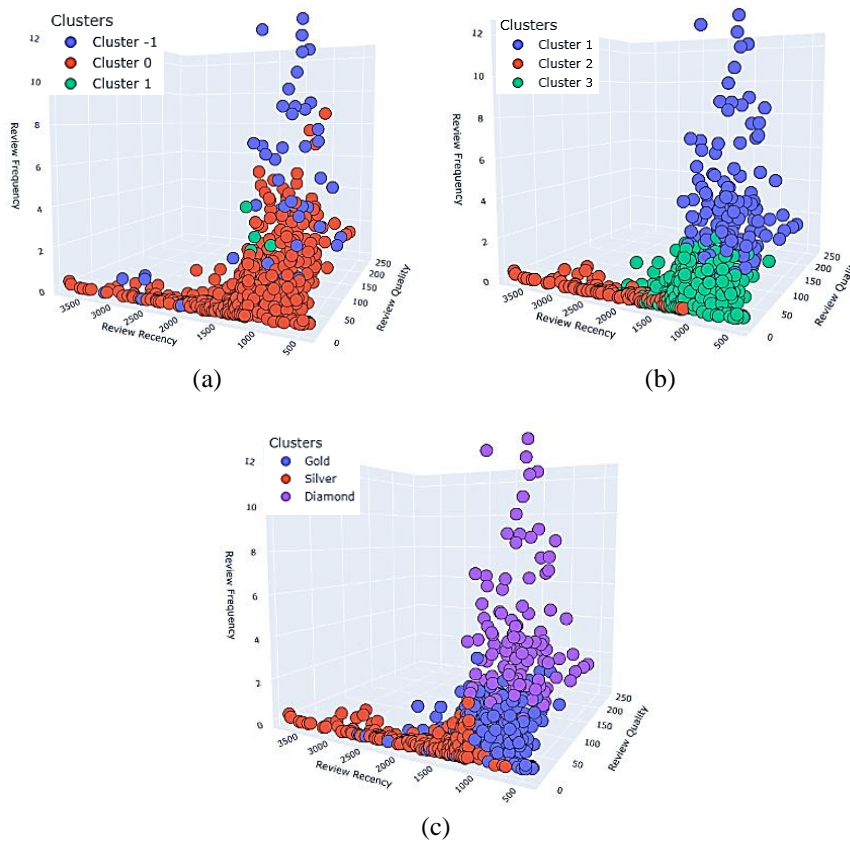 Clusters
Cluster -1
Cluster 0
Cluster 1
12
10
8
6
4
2
0
Review Frequency
3500
3000
2500
2000
1500
1000
500
Review Recency
250
200
150
100
50
0
Review Quality
(a)
Clusters
Cluster 1
Cluster 2
Cluster 3
12
10
8
6
4
2
0
Review Frequency
3500
3000
2500
2000
1500
1000
500
Review Recency
250
200
150
100
50
0
Review Quality
(b)
Clusters
Gold
Silver
Diamond
12
10
8
6
4
2
0
Review Frequency
3500
3000
2500
2000
1500
1000
500
Review Recency
250
200
150
100
50
0
Review Quality
(c)